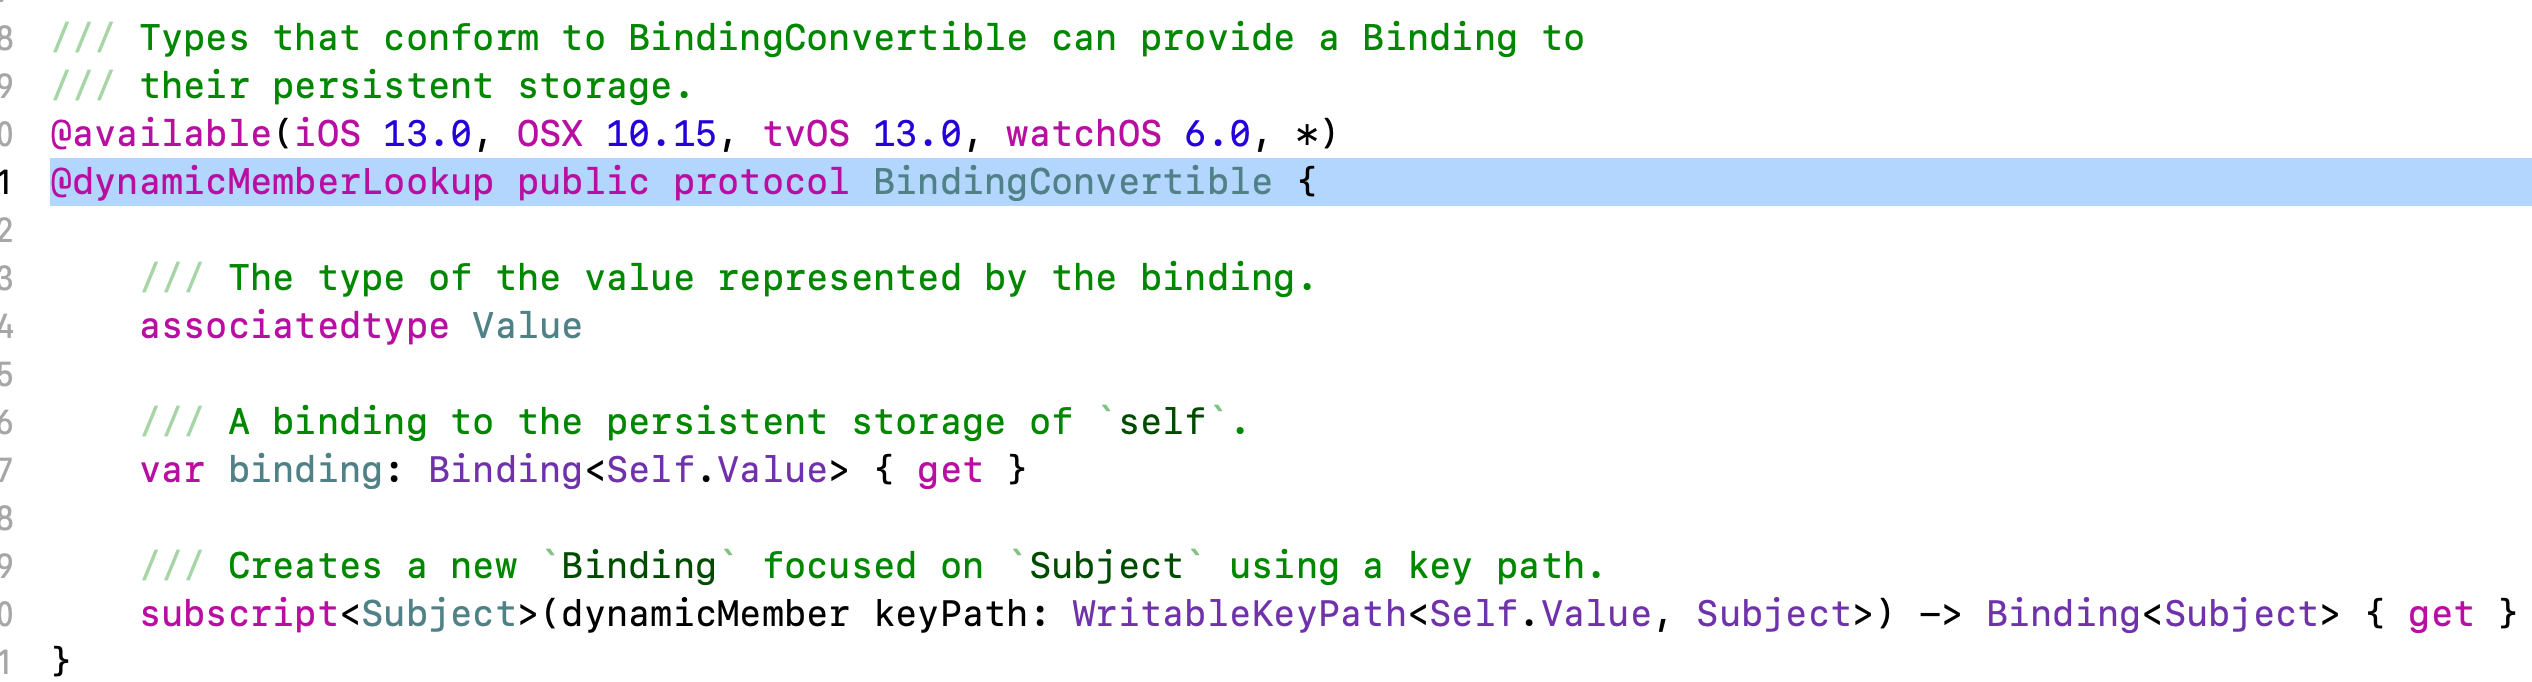 8 /// Types that conform to BindingConvertible can provide a Binding to
9 /// their persistent storage.
0 @available(iOS 13.0, OSX 10.15, tvOS 13.0, watchOS 6.0, *)
1 @dynamicMemberLookup public protocol BindingConvertible {
2
3 /// The type of the value represented by the binding.
4 associatedtype Value
5
6 /// A binding to the persistent storage of `self`.
7 var binding: Binding<Self.Value> { get }
8
9 /// Creates a new `Binding` focused on `Subject` using a key path.
0 subscript<Subject>(dynamicMember keyPath: WritableKeyPath<Self.Value, Subject>) -> Binding<Subject> { get }
1 }